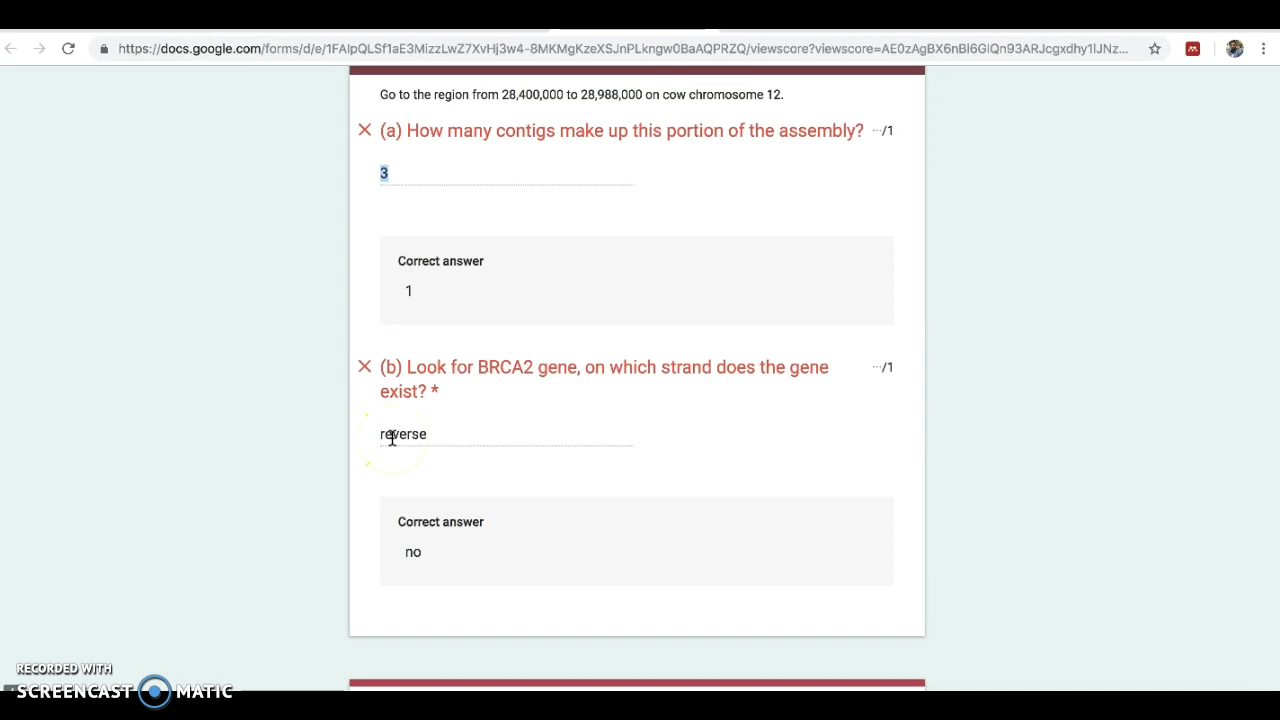 https://docs.google.com/forms/d/e/1FAIpQLSf1aE3MizzLwZ7XvHj3w4-8MKMgKzeXSJnPLkngw0BaAQPRZQ/viewscore?viewscore=AE0zAgBX6nBl6GlQn93ARJcgxdhy1lJNz...
Go to the region from 28,400,000 to 28,988,000 on cow chromosome 12.
(a) How many contigs make up this portion of the assembly? ···/1
3
Correct answer
1
(b) Look for BRCA2 gene, on which strand does the gene ···/1
exist? *
reverse
Correct answer
no
RECORDED WITH
SCREENCAST MATIC